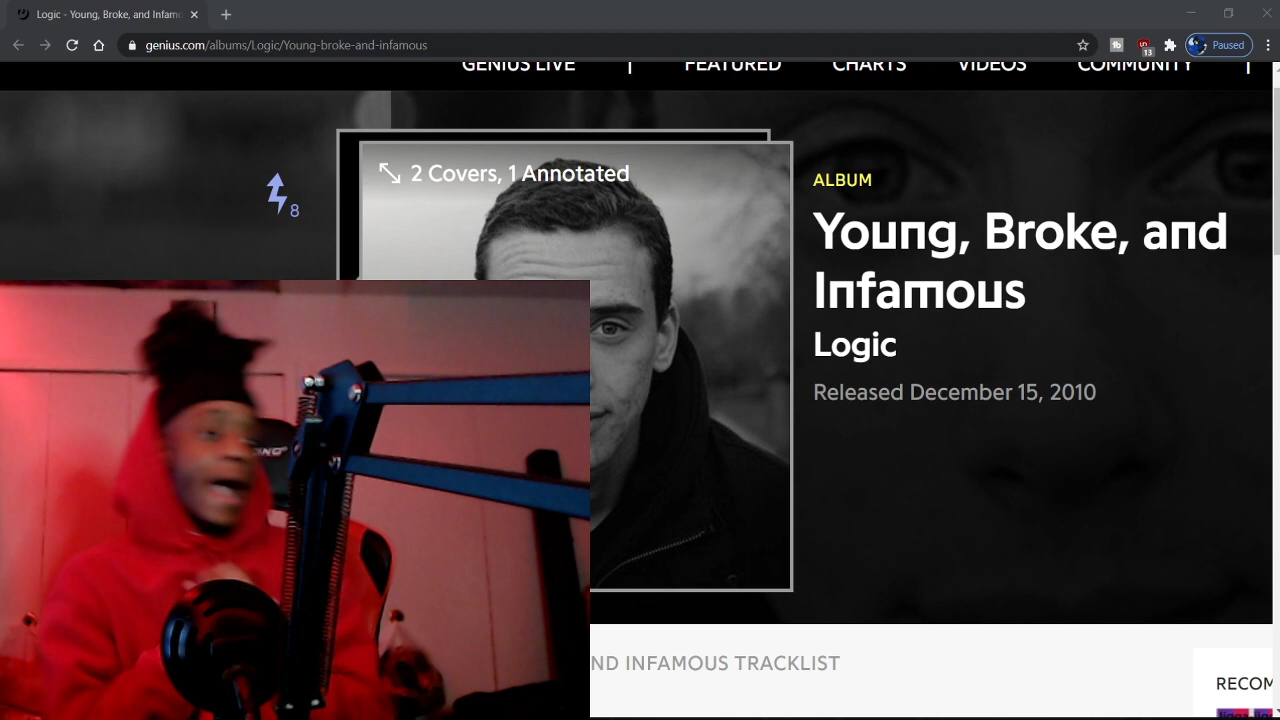 Logic - Young, Broke, and Infamo
genius.com/albums/Logic/Young-broke-and-infamous
13
Paused
GENIUS LIVE | FEATURED CHARTS VIDEOS COMMUNITY |
2 Covers, 1 Annotated
8
ALBUM
Young, Broke, and
Infamous
Logic
Released December 15, 2010
ND INFAMOUS TRACKLIST
RECOM